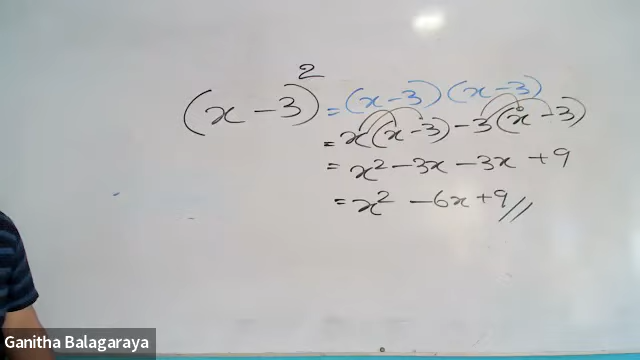 (x - 3)² = (x - 3) (x - 3)
= x(x - 3) - 3(x - 3)
= x² - 3x - 3x + 9
= x² - 6x + 9 //
Ganitha Balagaraya